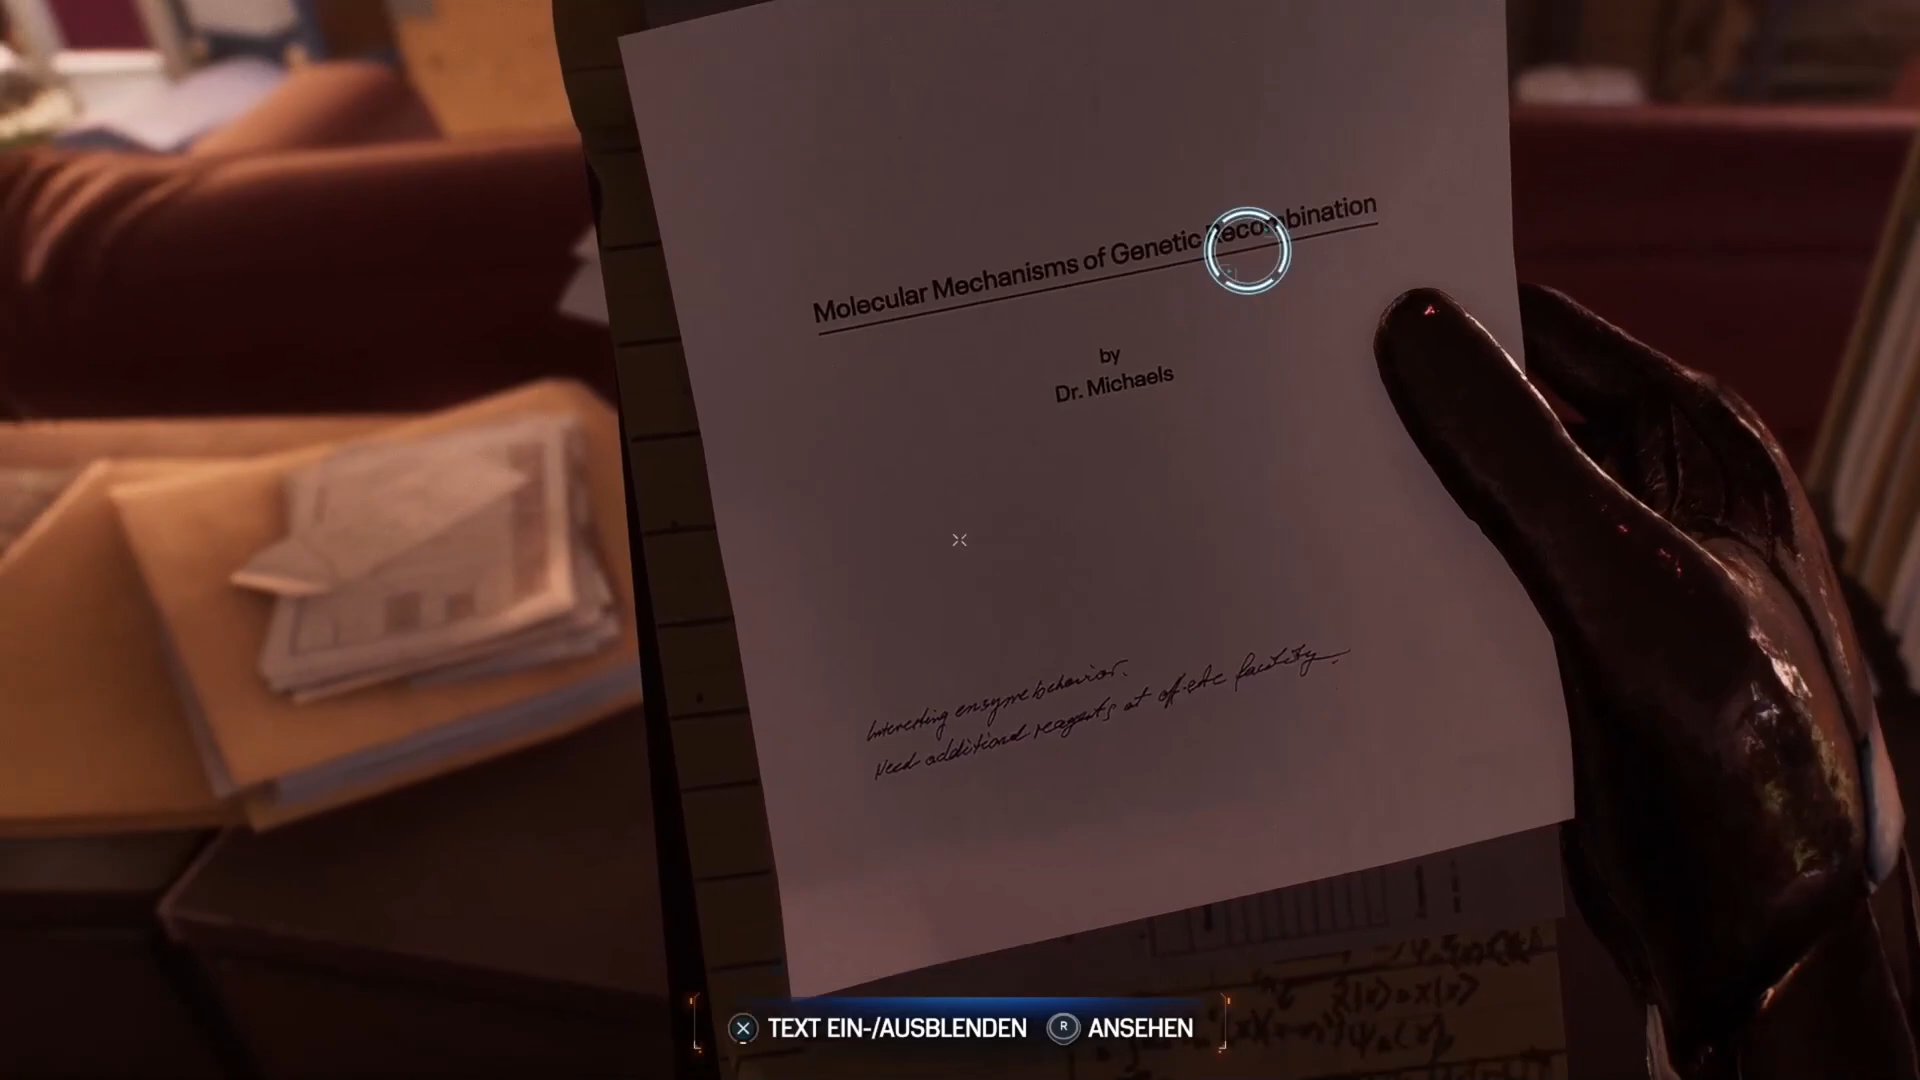 Molecular Mechanisms of Genetic Recombination
by
Dr. Michaels
Interesting enzyme behavior.
Need additional reagents at off-site facility.
TEXT EIN-/AUSBLENDEN R ANSEHEN